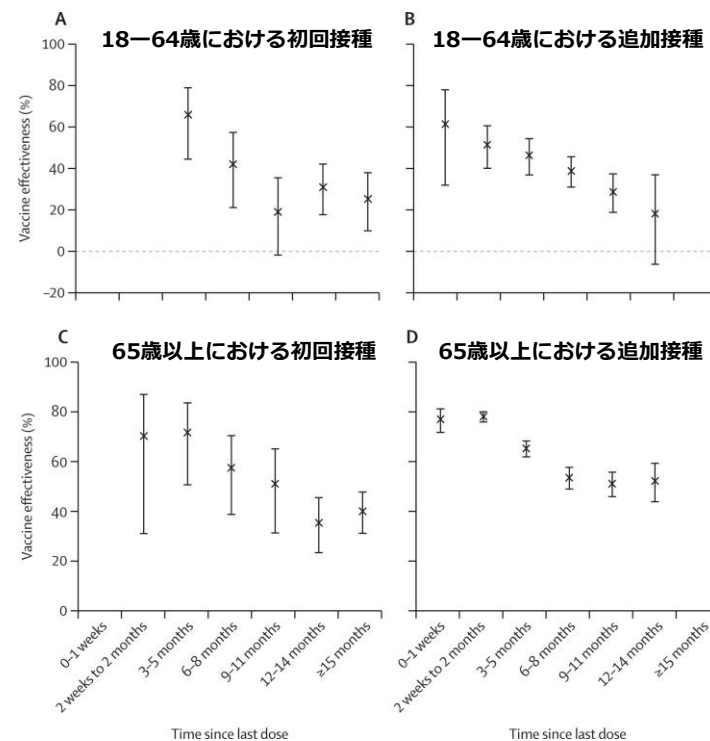 A
18ー64歳における初回接種
B
18ー64歳における追加接種
Vaccine effectiveness (%)
100
80
60
40
20
0
–20
C
65歳以上における初回接種
D
65歳以上における追加接種
Vaccine effectiveness (%)
100
80
60
40
20
0
0–1 weeks
2 weeks to 2 months
3–5 months
6–8 months
9–11 months
12–14 months
≥15 months
0–1 weeks
2 weeks to 2 months
3–5 months
6–8 months
9–11 months
12–14 months
≥15 months
Time since last dose
Time since last dose